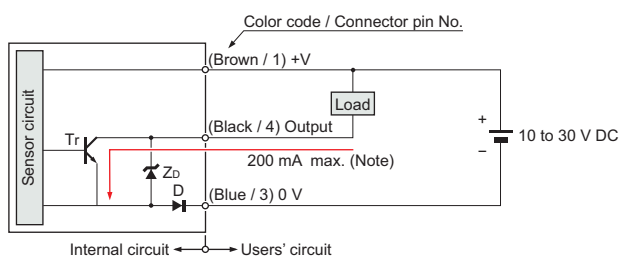 Color code / Connector pin No.
(Brown / 1) +V
Load
(Black / 4) Output
Tr
Sensor circuit
+
10 to 30 V DC
−
200 mA max. (Note)
ZD
D
(Blue / 3) 0 V
Internal circuit
Users' circuit